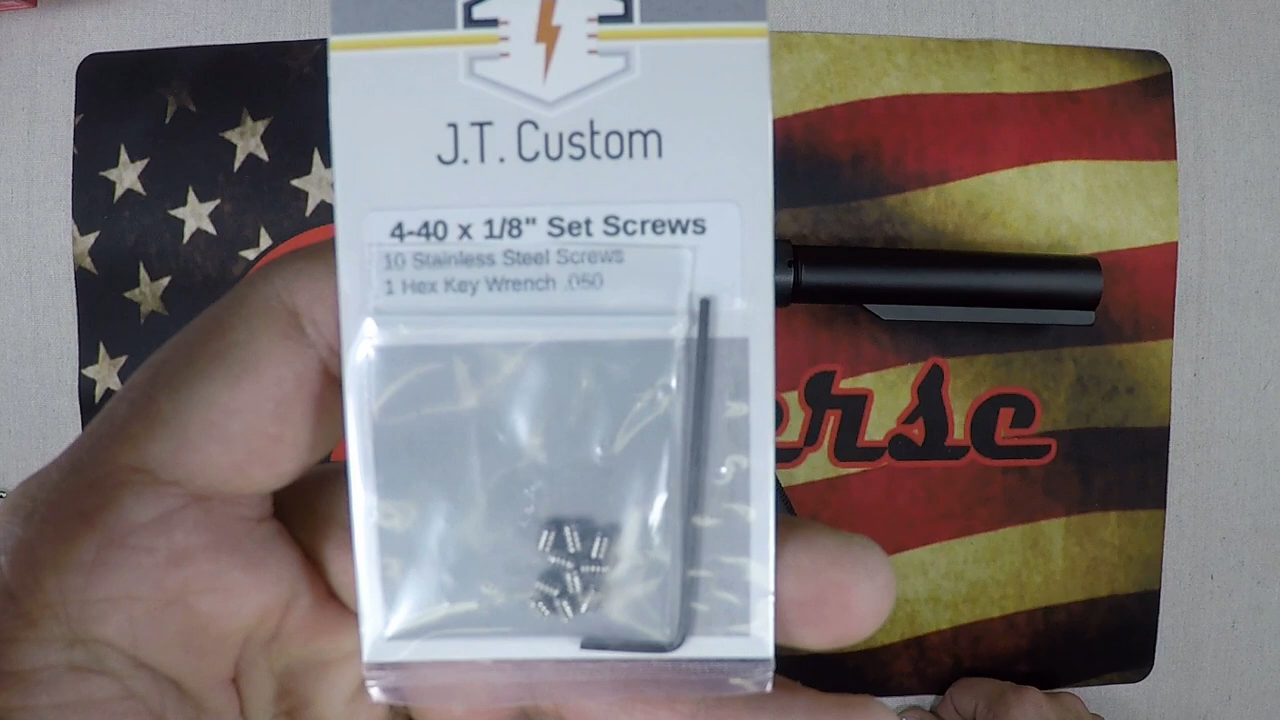 J.T. Custom
4-40 x 1/8" Set Screws
10 Stainless Steel Screws
1 Hex Key Wrench .050
erse